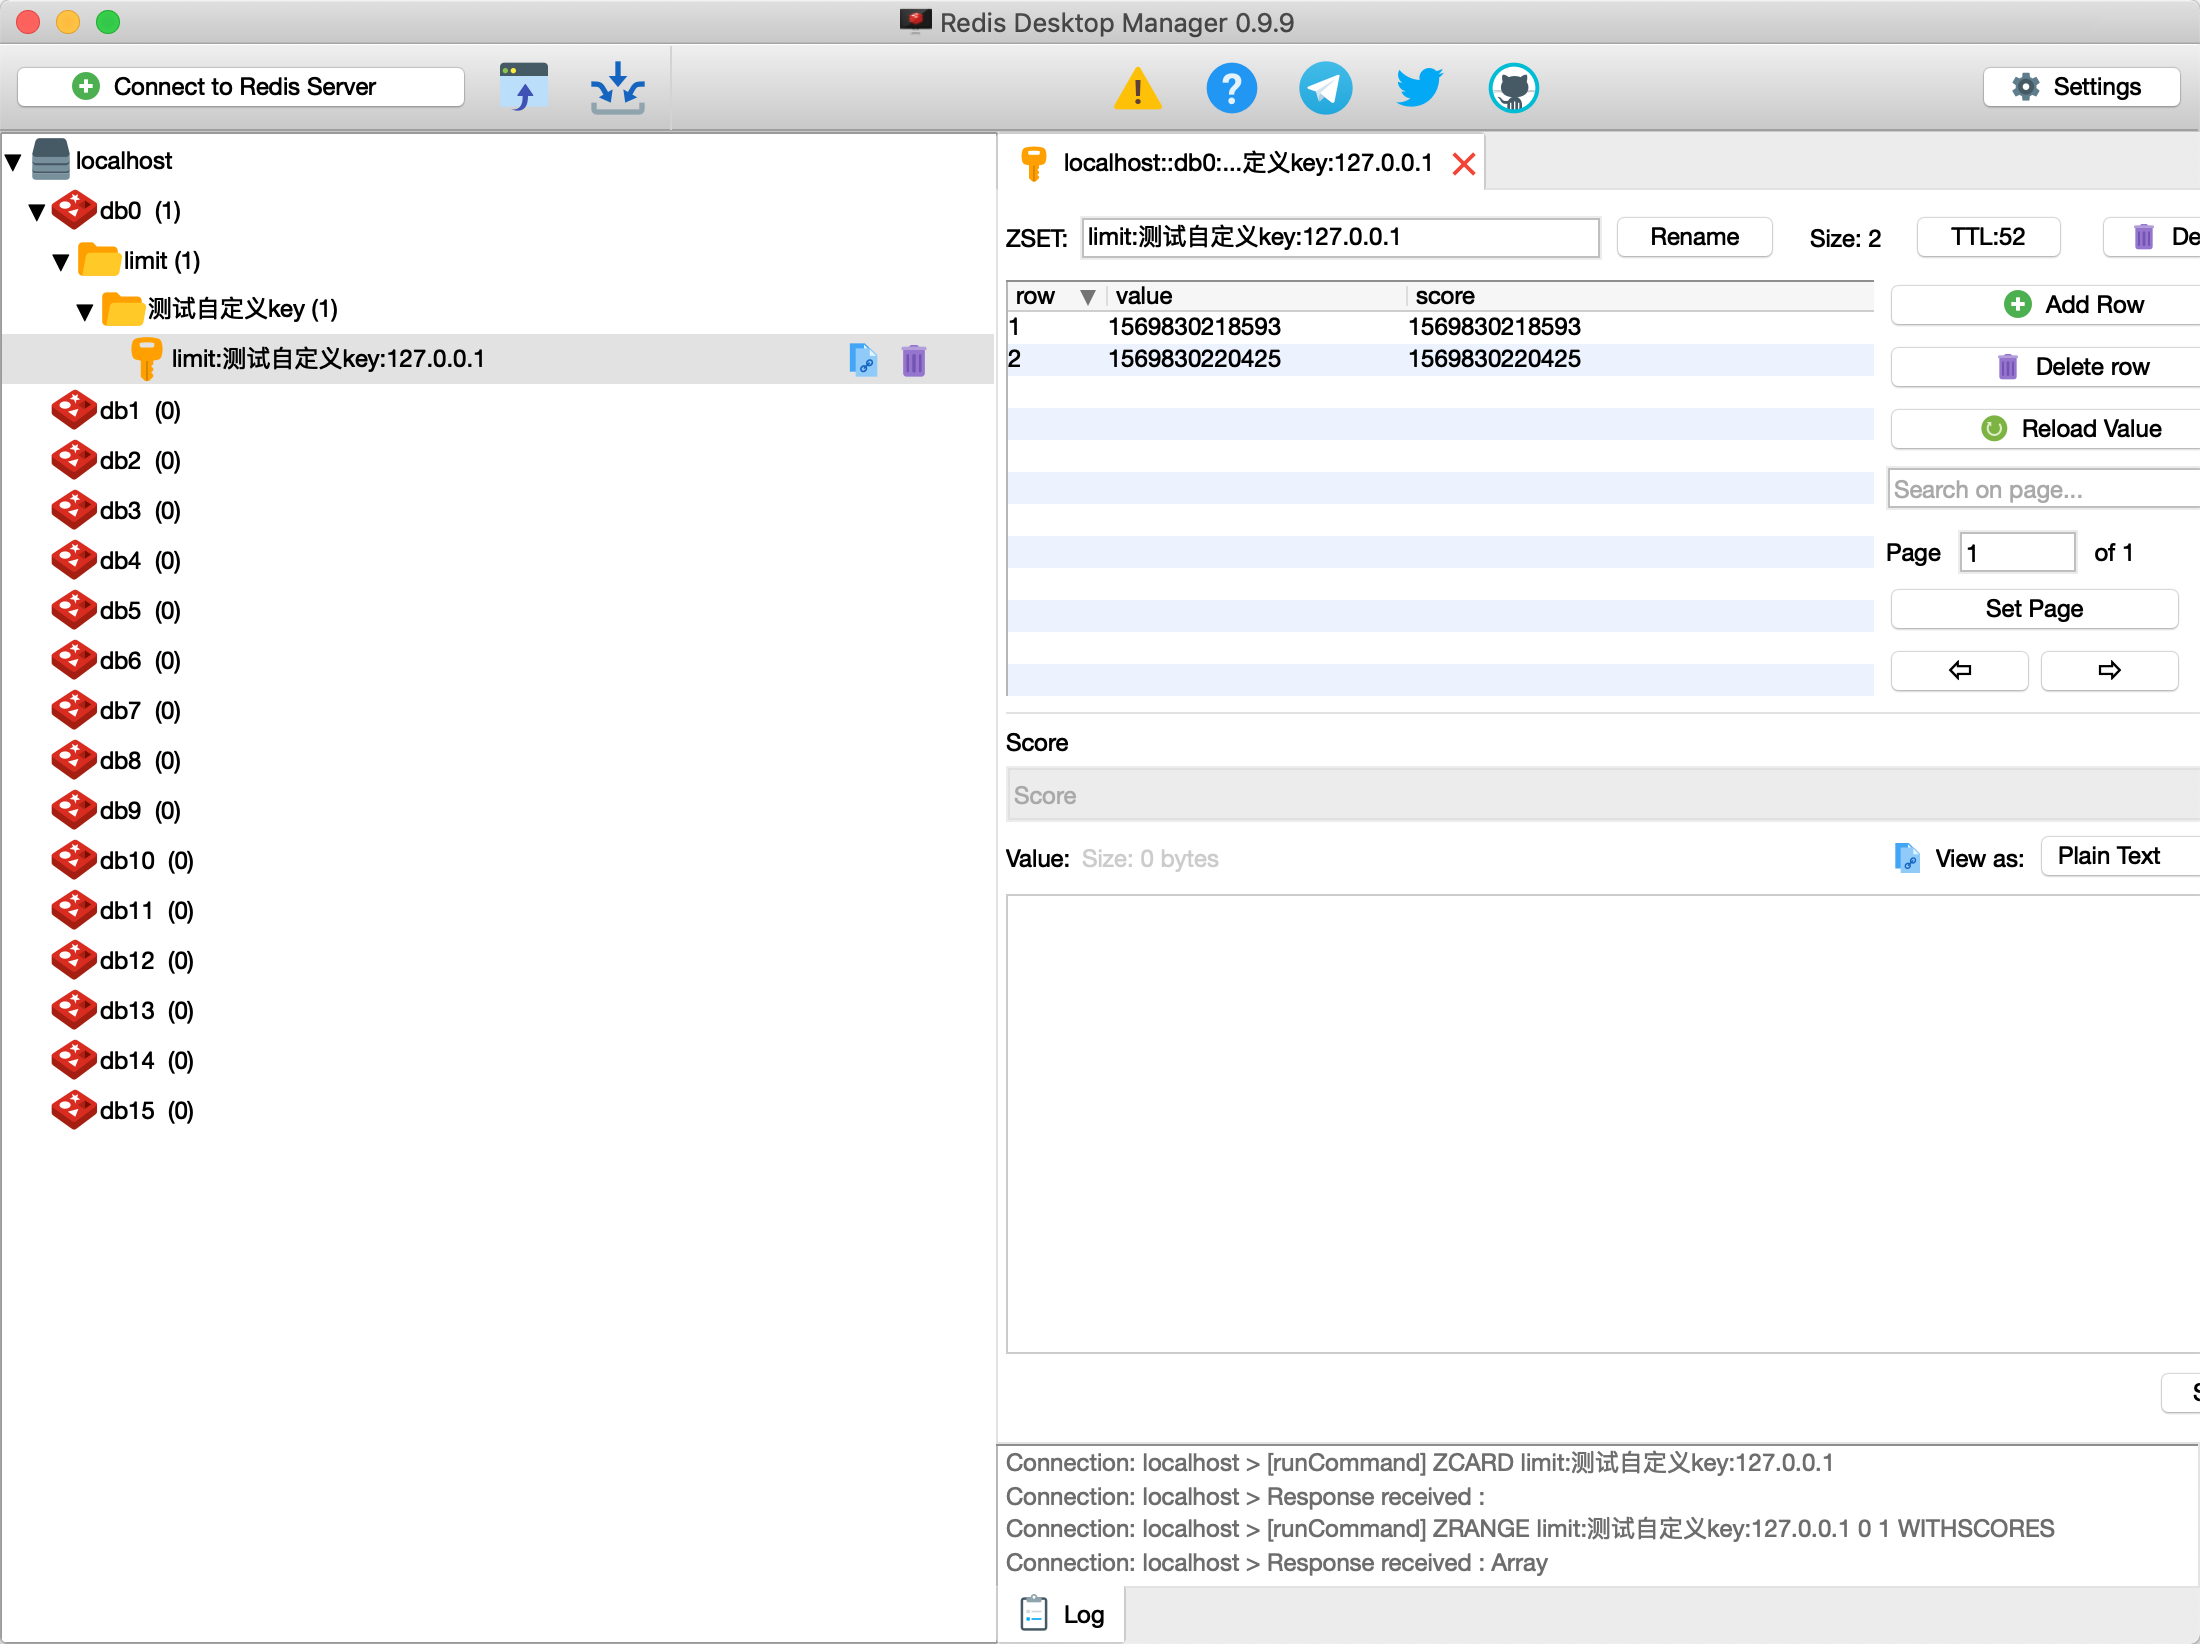 Redis Desktop Manager 0.9.9
Connect to Redis Server
Settings
localhost
db0 (1)
limit (1)
测试自定义key (1)
limit:测试自定义key:127.0.0.1
db1 (0)
db2 (0)
db3 (0)
db4 (0)
db5 (0)
db6 (0)
db7 (0)
db8 (0)
db9 (0)
db10 (0)
db11 (0)
db12 (0)
db13 (0)
db14 (0)
db15 (0)
localhost::db0:...定义key:127.0.0.1
ZSET: limit:测试自定义key:127.0.0.1 Rename Size: 2 TTL:52 De
row value score
1 1569830218593 1569830218593
2 1569830220425 1569830220425
Add Row
Delete row
Reload Value
Search on page...
Page 1 of 1
Set Page
Score
Score
Value: Size: 0 bytes View as: Plain Text
Connection: localhost > [runCommand] ZCARD limit:测试自定义key:127.0.0.1
Connection: localhost > Response received :
Connection: localhost > [runCommand] ZRANGE limit:测试自定义key:127.0.0.1 0 1 WITHSCORES
Connection: localhost > Response received : Array
Log